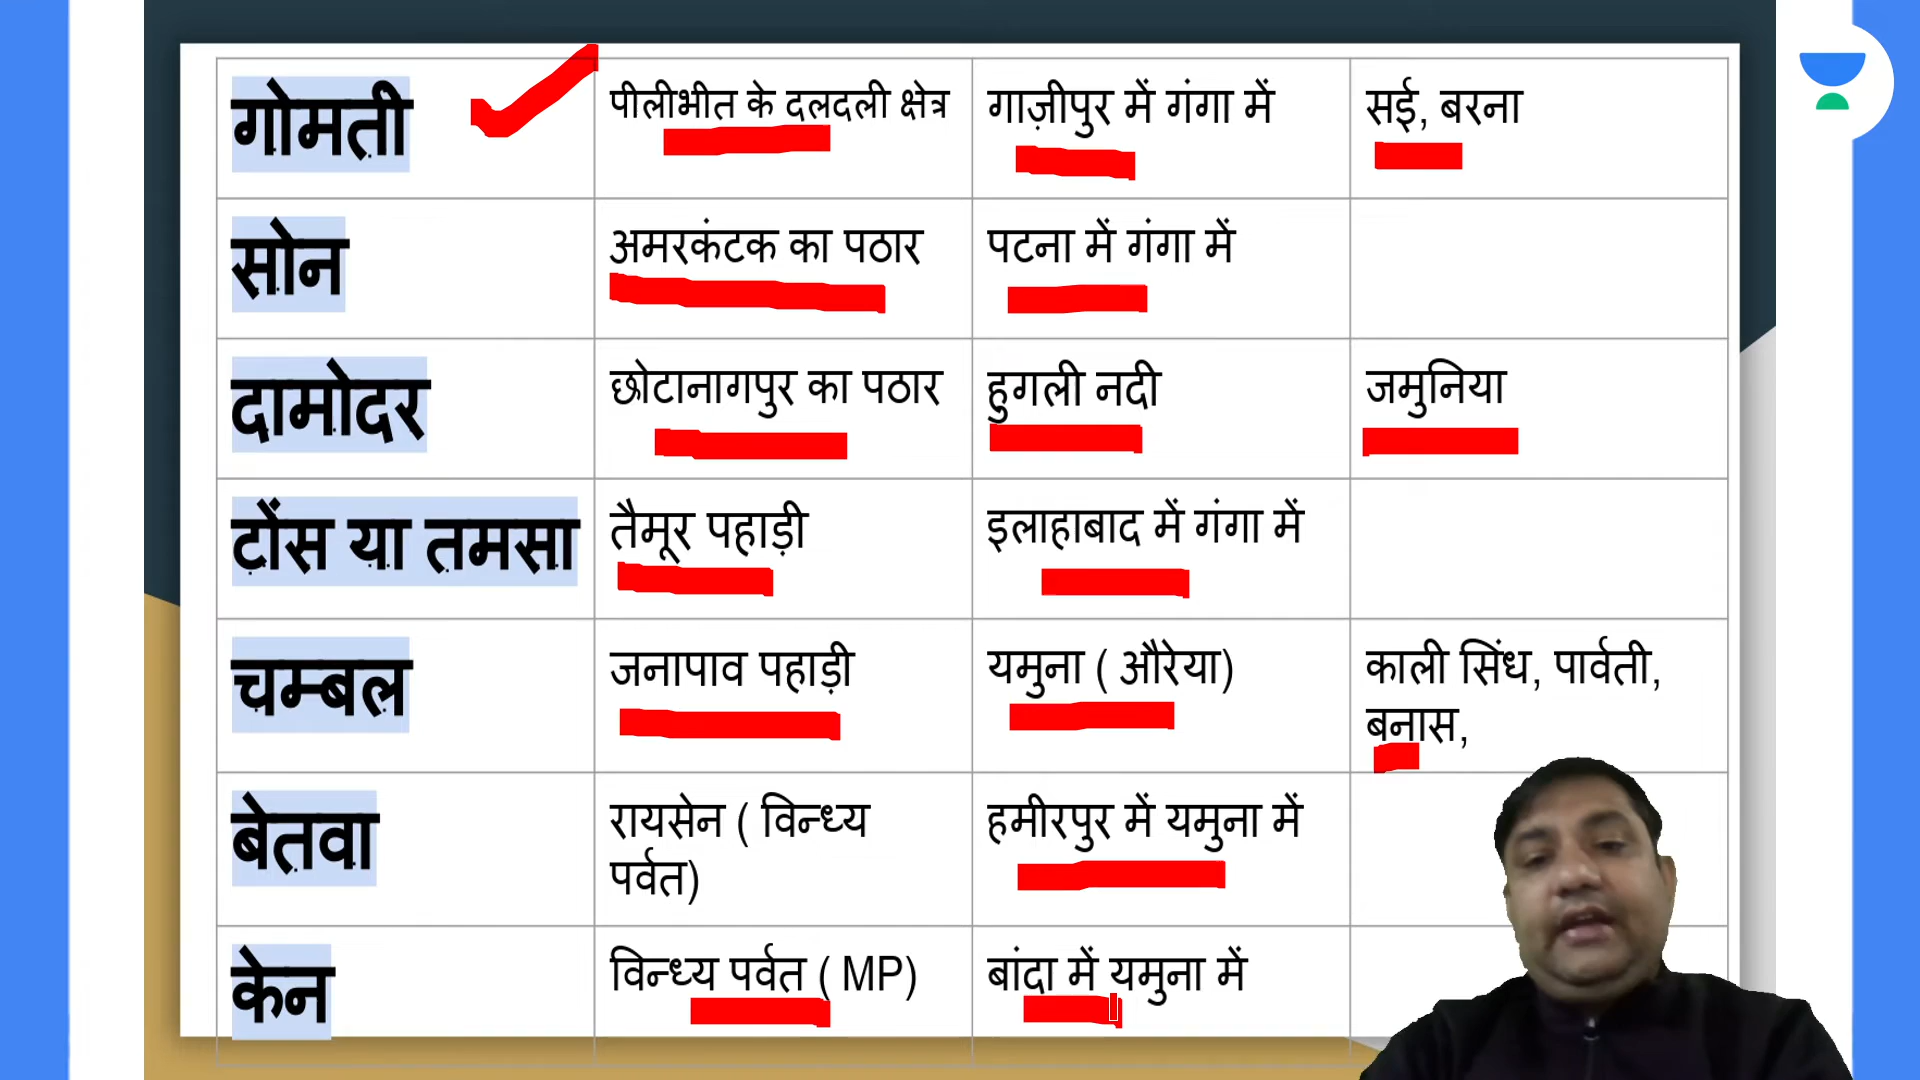 गोमती पीलीभीत के दलदली क्षेत्र गाज़ीपुर में गंगा में सई, बरना
सोन अमरकंटक का पठार पटना में गंगा में
दामोदर छोटानागपुर का पठार हुगली नदी जमुनिया
टोंस या तमसा तैमूर पहाड़ी इलाहाबाद में गंगा में
चम्बल जनापाव पहाड़ी यमुना ( औरेया) काली सिंध, पार्वती,
बनास,
बेतवा रायसेन ( विन्ध्य हमीरपुर में यमुना में
पर्वत)
केन विन्ध्य पर्वत ( MP) बांदा में यमुना में